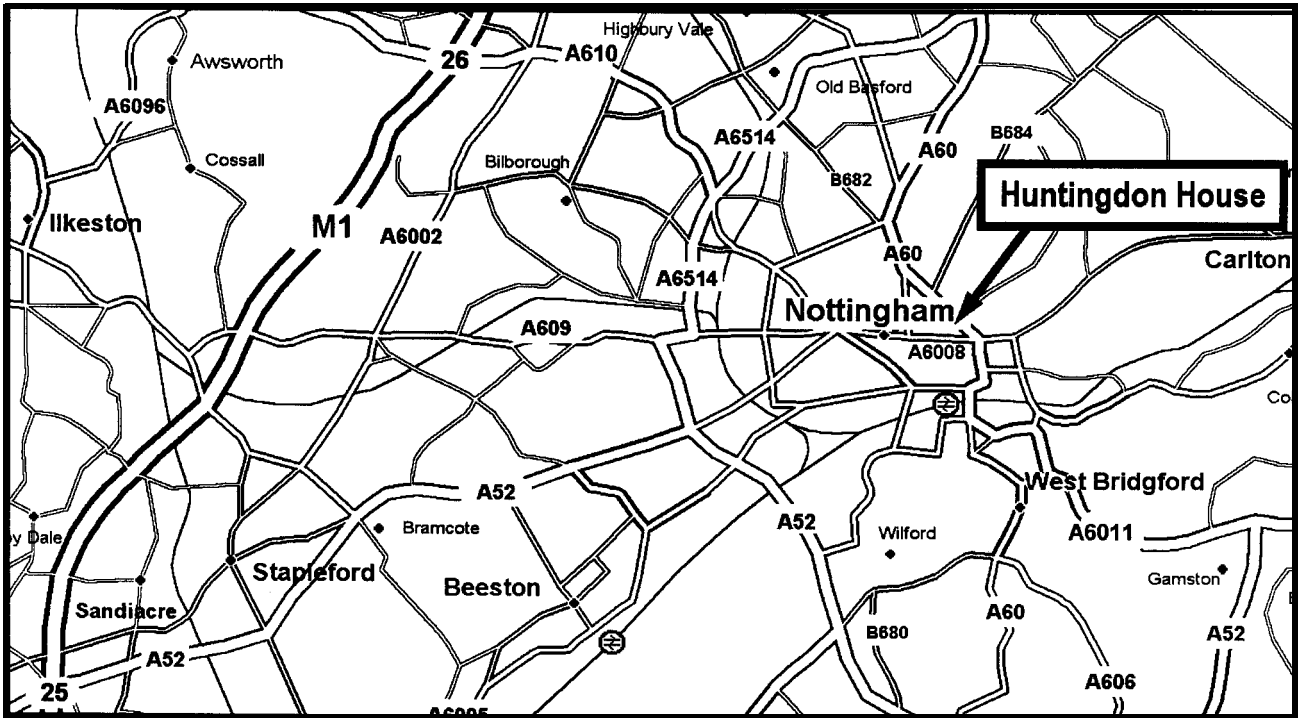 Highbury Vale
26
A610
Awsworth
Old Basford
A6096
A6514
B684
A60
Cossall
Bilborough
B682
Huntingdon House
Ilkeston
M1
A6002
A60
Carlton
A6514
Nottingham
A609
A6008
West Bridgford
A52
A52
Bramcote
Wilford
A6011
Stapleford
Beeston
Gamston
Sandiacre
A60
B680
A52
A52
A606
25